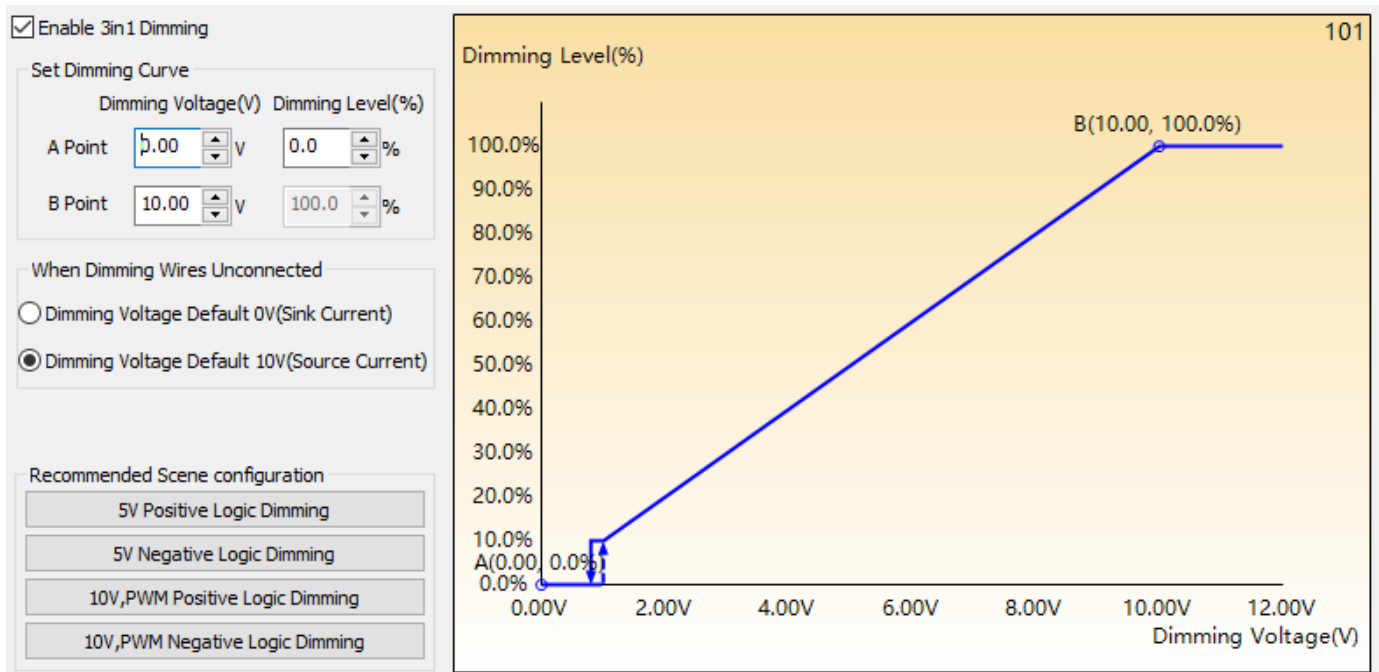 Enable 3in1 Dimming
Set Dimming Curve
Dimming Voltage(V) Dimming Level(%)
A Point 0.00 V 0.0 %
B Point 10.00 V 100.0 %
When Dimming Wires Unconnected
Dimming Voltage Default 0V(Sink Current)
Dimming Voltage Default 10V(Source Current)
Recommended Scene configuration
5V Positive Logic Dimming
5V Negative Logic Dimming
10V,PWM Positive Logic Dimming
10V,PWM Negative Logic Dimming
101
Dimming Level(%)
B(10.00, 100.0%)
100.0%
90.0%
80.0%
70.0%
60.0%
50.0%
40.0%
30.0%
20.0%
10.0%
A(0.00, 0.0%)
0.0%
0.00V 2.00V 4.00V 6.00V 8.00V 10.00V 12.00V
Dimming Voltage(V)